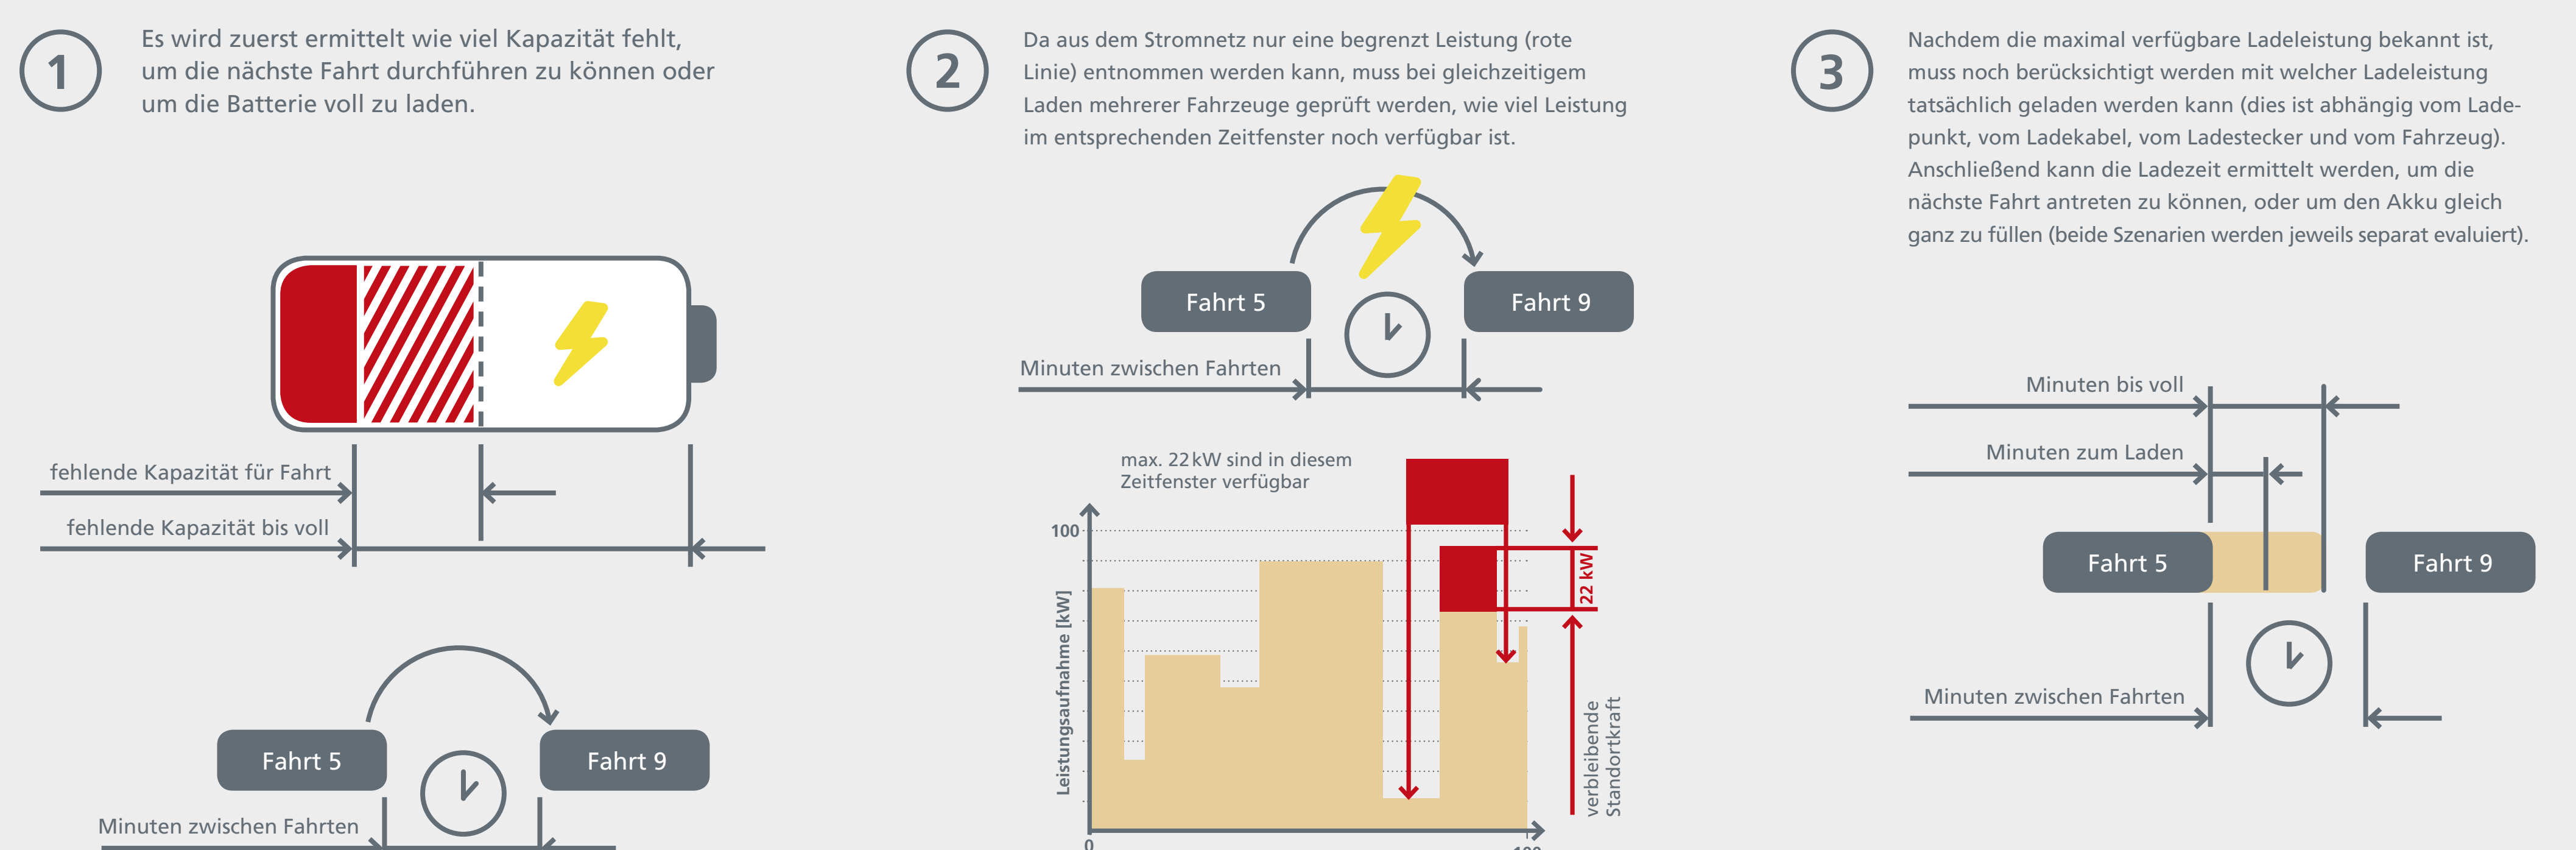 1
Es wird zuerst ermittelt wie viel Kapazität fehlt,
um die nächste Fahrt durchführen zu können oder
um die Batterie voll zu laden.
fehlende Kapazität für Fahrt
fehlende Kapazität bis voll
Fahrt 5
Fahrt 9
Minuten zwischen Fahrten
2
Da aus dem Stromnetz nur eine begrenzt Leistung (rote
Linie) entnommen werden kann, muss bei gleichzeitigem
Laden mehrerer Fahrzeuge geprüft werden, wie viel Leistung
im entsprechenden Zeitfenster noch verfügbar ist.
Fahrt 5
Fahrt 9
Minuten zwischen Fahrten
max. 22 kW sind in diesem
Zeitfenster verfügbar
100
Leistungsaufnahme [kW]
22 kW
verbleibende
Standortkraft
0
100
3
Nachdem die maximal verfügbare Ladeleistung bekannt ist,
muss noch berücksichtigt werden mit welcher Ladeleistung
tatsächlich geladen werden kann (dies ist abhängig vom Lade-
punkt, vom Ladekabel, vom Ladestecker und vom Fahrzeug).
Anschließend kann die Ladezeit ermittelt werden, um die
nächste Fahrt antreten zu können, oder um den Akku gleich
ganz zu füllen (beide Szenarien werden jeweils separat evaluiert).
Minuten bis voll
Minuten zum Laden
Fahrt 5
Fahrt 9
Minuten zwischen Fahrten